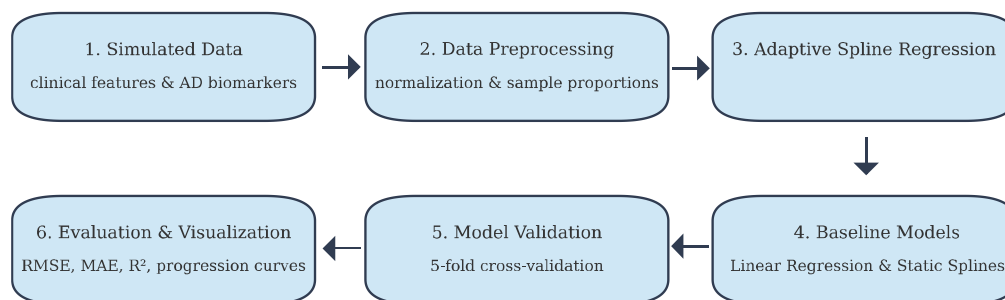 1. Simulated Data
clinical features & AD biomarkers
2. Data Preprocessing
normalization & sample proportions
3. Adaptive Spline Regression
4. Baseline Models
Linear Regression & Static Splines
5. Model Validation
5-fold cross-validation
6. Evaluation & Visualization
RMSE, MAE, R², progression curves